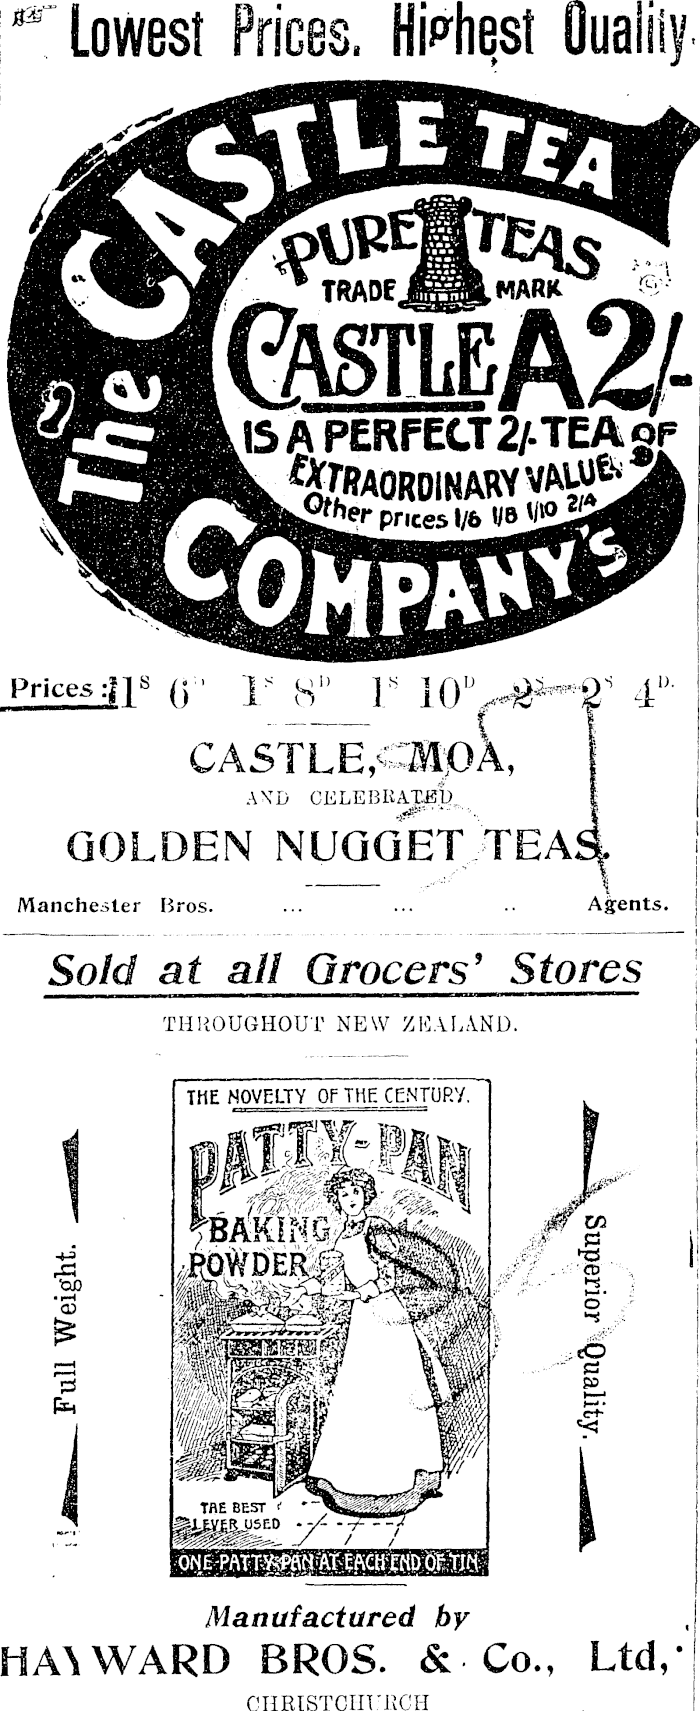 Lowest Prices. Highest Quality.
The CASTLE TEA COMPANY'S
PURE TEAS
TRADE MARK
CASTLE A 2/-
IS A PERFECT 2/- TEA OF
EXTRAORDINARY VALUE.
Other prices 1/6 1/8 1/10 2/4
Prices: 1S 6D 1S 8D 1S 10D 2S 2S 4D.
CASTLE, MOA,
AND CELEBRATED
GOLDEN NUGGET TEAS.
Manchester Bros. ... ... .. Agents.
Sold at all Grocers' Stores
THROUGHOUT NEW ZEALAND.
THE NOVELTY OF THE CENTURY.
PATTY-PAN
BAKING
POWDER
Full Weight.
Superior Quality.
THE BEST
EVER USED
ONE PATTY-PAN AT EACH END OF TIN
Manufactured by
HAYWARD BROS. & Co., Ltd,
CHRISTCHURCH